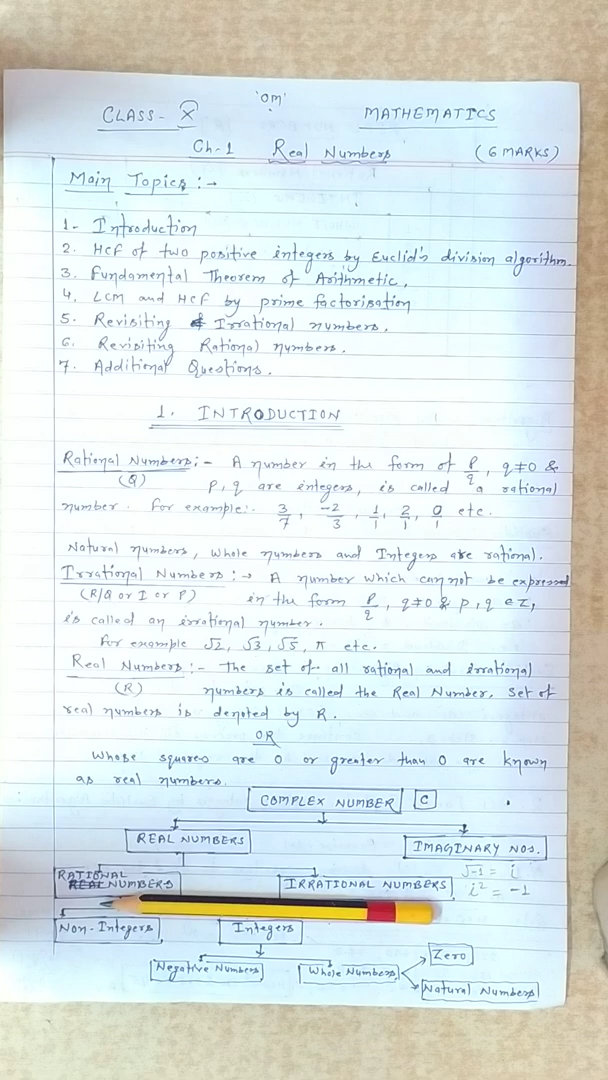 'OM'
CLASS - X MATHEMATICS
Ch-1 Real Numbers (6 MARKS)
Main Topics :→
1- Introduction
2. HCF of two positive integers by Euclid's division algorithm.
3. Fundamental Theorem of Arithmetic.
4. LCM and HCF by prime factorisation
5. Revisiting Irrational numbers.
6. Revisiting Rational numbers.
7. Additional Questions.
1. INTRODUCTION
Rational Numbers :- A number in the form of p/q, q≠0 &
(Q) p, q are integers, is called a rational
number. For example:- 3/7, -2/3, 1/1, 2/1, 0/1 etc.
Natural numbers, Whole numbers and Integers are rational.
Irrational Numbers :→ A number which can not be expressed
(R/Q or I or P) in the form p/q, q≠0 & p, q ∈ Z,
is called an irrational number.
For example √2, √3, √5, π etc.
Real Numbers :- The set of all rational and irrational
(R) numbers is called the Real Number. Set of
real numbers is denoted by R.
OR
Whose squares are 0 or greater than 0 are known
as real numbers.
COMPLEX NUMBER C
REAL NUMBERS IMAGINARY NOS.
√-1 = i
RATIONAL NUMBERS IRRATIONAL NUMBERS i² = -1
Non-Integers Integers
Negative Numbers Whole Numbers Zero
Natural Numbers